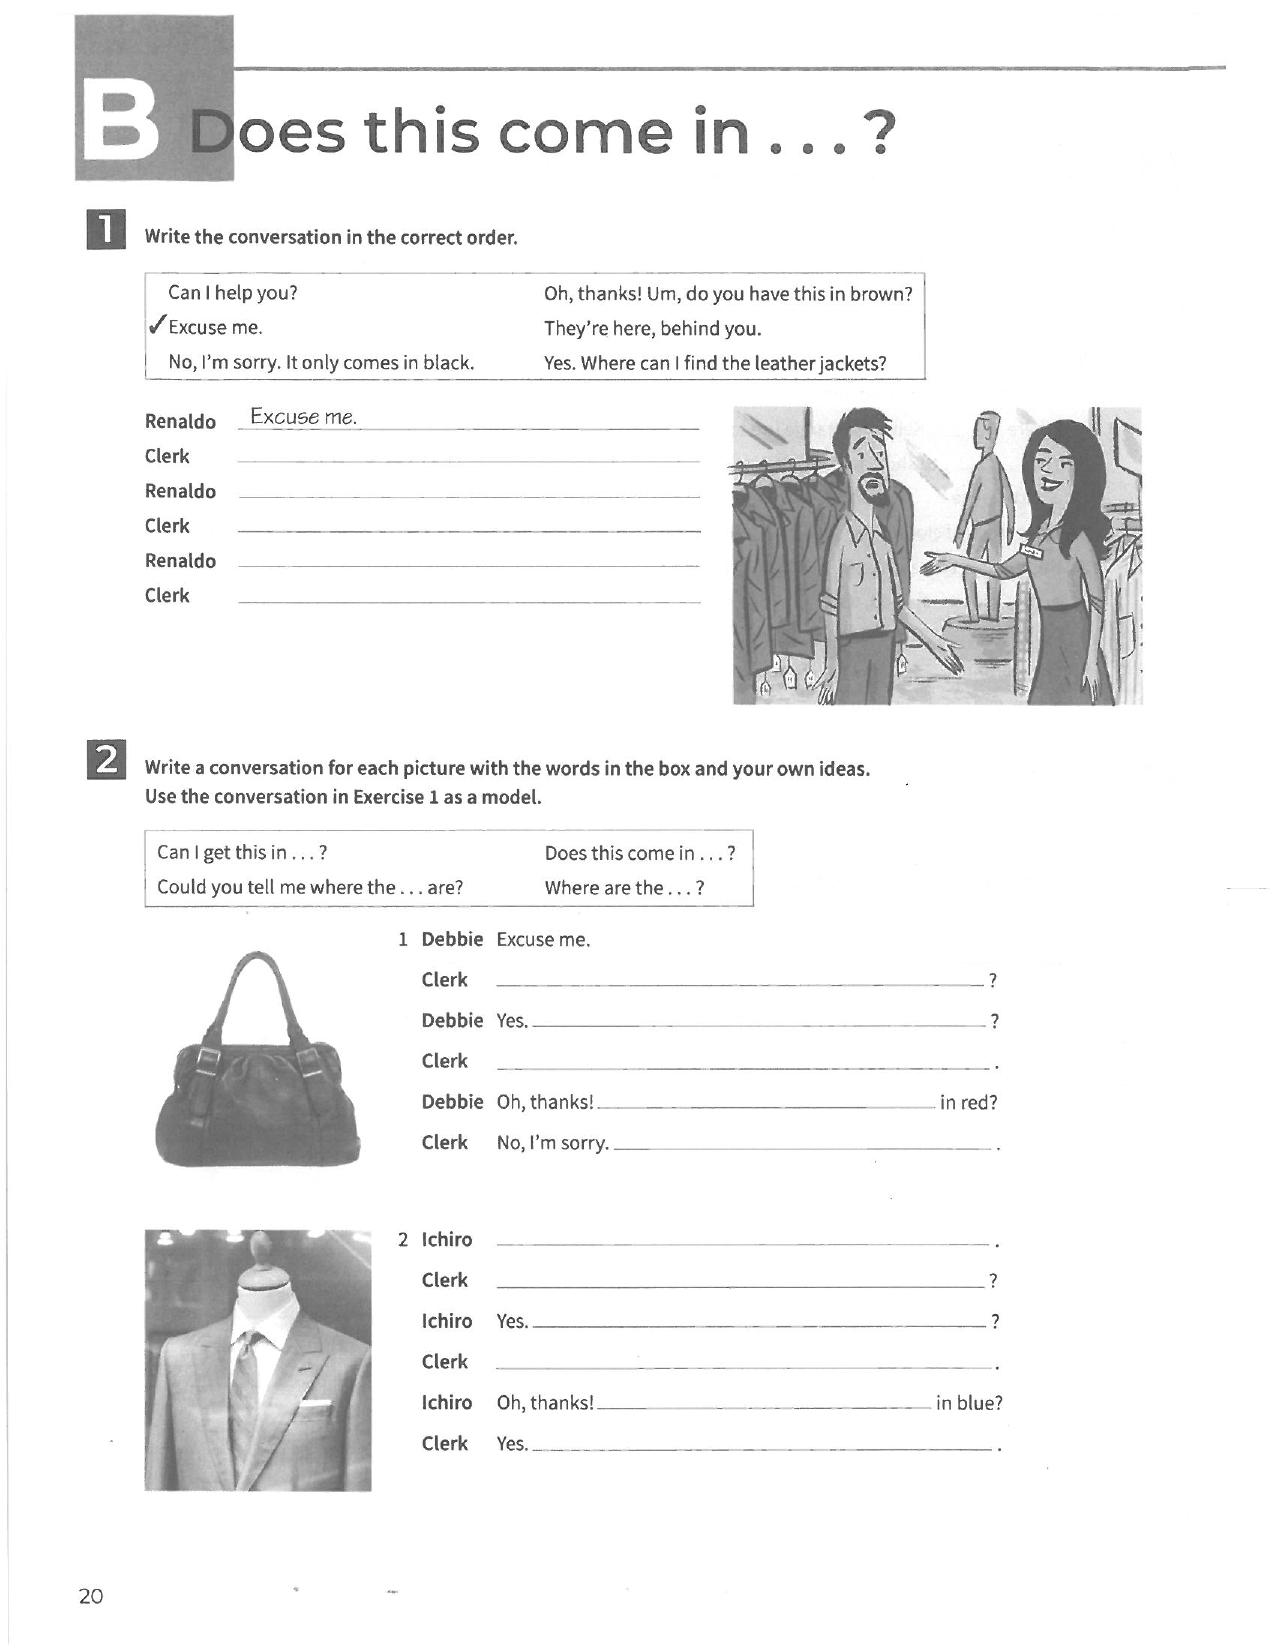 B Does this come in . . . ?
1 Write the conversation in the correct order.
Can I help you? Oh, thanks! Um, do you have this in brown?
✓ Excuse me. They're here, behind you.
No, I'm sorry. It only comes in black. Yes. Where can I find the leather jackets?
Renaldo Excuse me.
Clerk
Renaldo
Clerk
Renaldo
Clerk
2 Write a conversation for each picture with the words in the box and your own ideas.
Use the conversation in Exercise 1 as a model.
Can I get this in . . . ? Does this come in . . . ?
Could you tell me where the . . . are? Where are the . . . ?
1 Debbie Excuse me.
Clerk ?
Debbie Yes. ?
Clerk .
Debbie Oh, thanks! in red?
Clerk No, I'm sorry. .
2 Ichiro .
Clerk ?
Ichiro Yes. ?
Clerk .
Ichiro Oh, thanks! in blue?
Clerk Yes. .
20